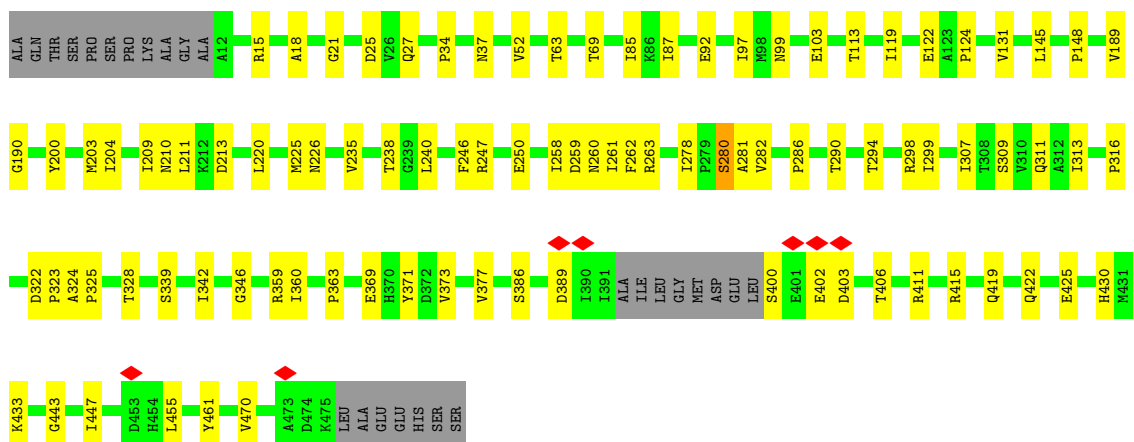 ALA GLN THR SER PRO SER PRO LYS ALA GLY ALA A12 R15 A18 G21 D25 V26 Q27 P34 N37 V52 T63 T69 I85 K86 I87 E92 I97 M98 N99 E103 T113 I119 E122 A123 P124 V131 L145 P148 V189
G190 Y200 M203 I204 I209 N210 L211 K212 D213 L220 M225 N226 V235 T238 G239 L240 F246 R247 E250 I258 D259 N260 I261 F262 R263 I278 P279 S280 A281 V282 P286 T290 T294 R298 I299 I307 T308 S309 V310 Q311 A312 I313 P316
D322 P323 A324 P325 T328 S339 I342 G346 R359 I360 P363 E369 H370 Y371 D372 V373 V377 S386 D389 I390 I391 ALA ILE LEU GLY MET ASP GLU LEU S400 E401 E402 D403 T406 R411 R415 Q419 Q422 E425 H430 M431
K433 G443 I447 D453 H454 L455 Y461 V470 A473 D474 K475 LEU ALA GLU GLU HIS SER SER